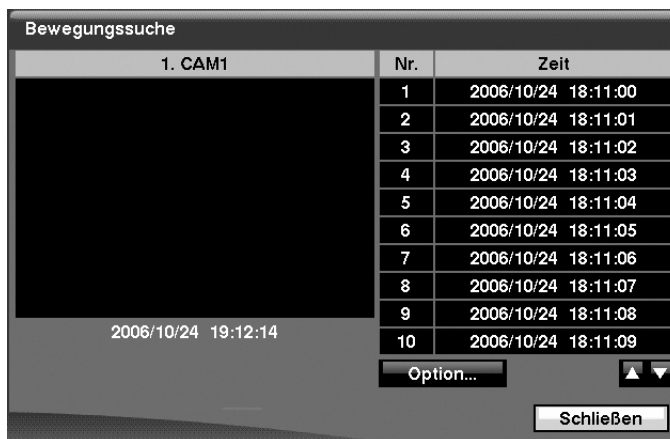 Bewegungssuche
1. CAM1
Nr. Zeit
1 2006/10/24 18:11:00
2 2006/10/24 18:11:01
3 2006/10/24 18:11:02
4 2006/10/24 18:11:03
5 2006/10/24 18:11:04
6 2006/10/24 18:11:05
7 2006/10/24 18:11:06
8 2006/10/24 18:11:07
9 2006/10/24 18:11:08
10 2006/10/24 18:11:09
2006/10/24 19:12:14
Option...
Schließen